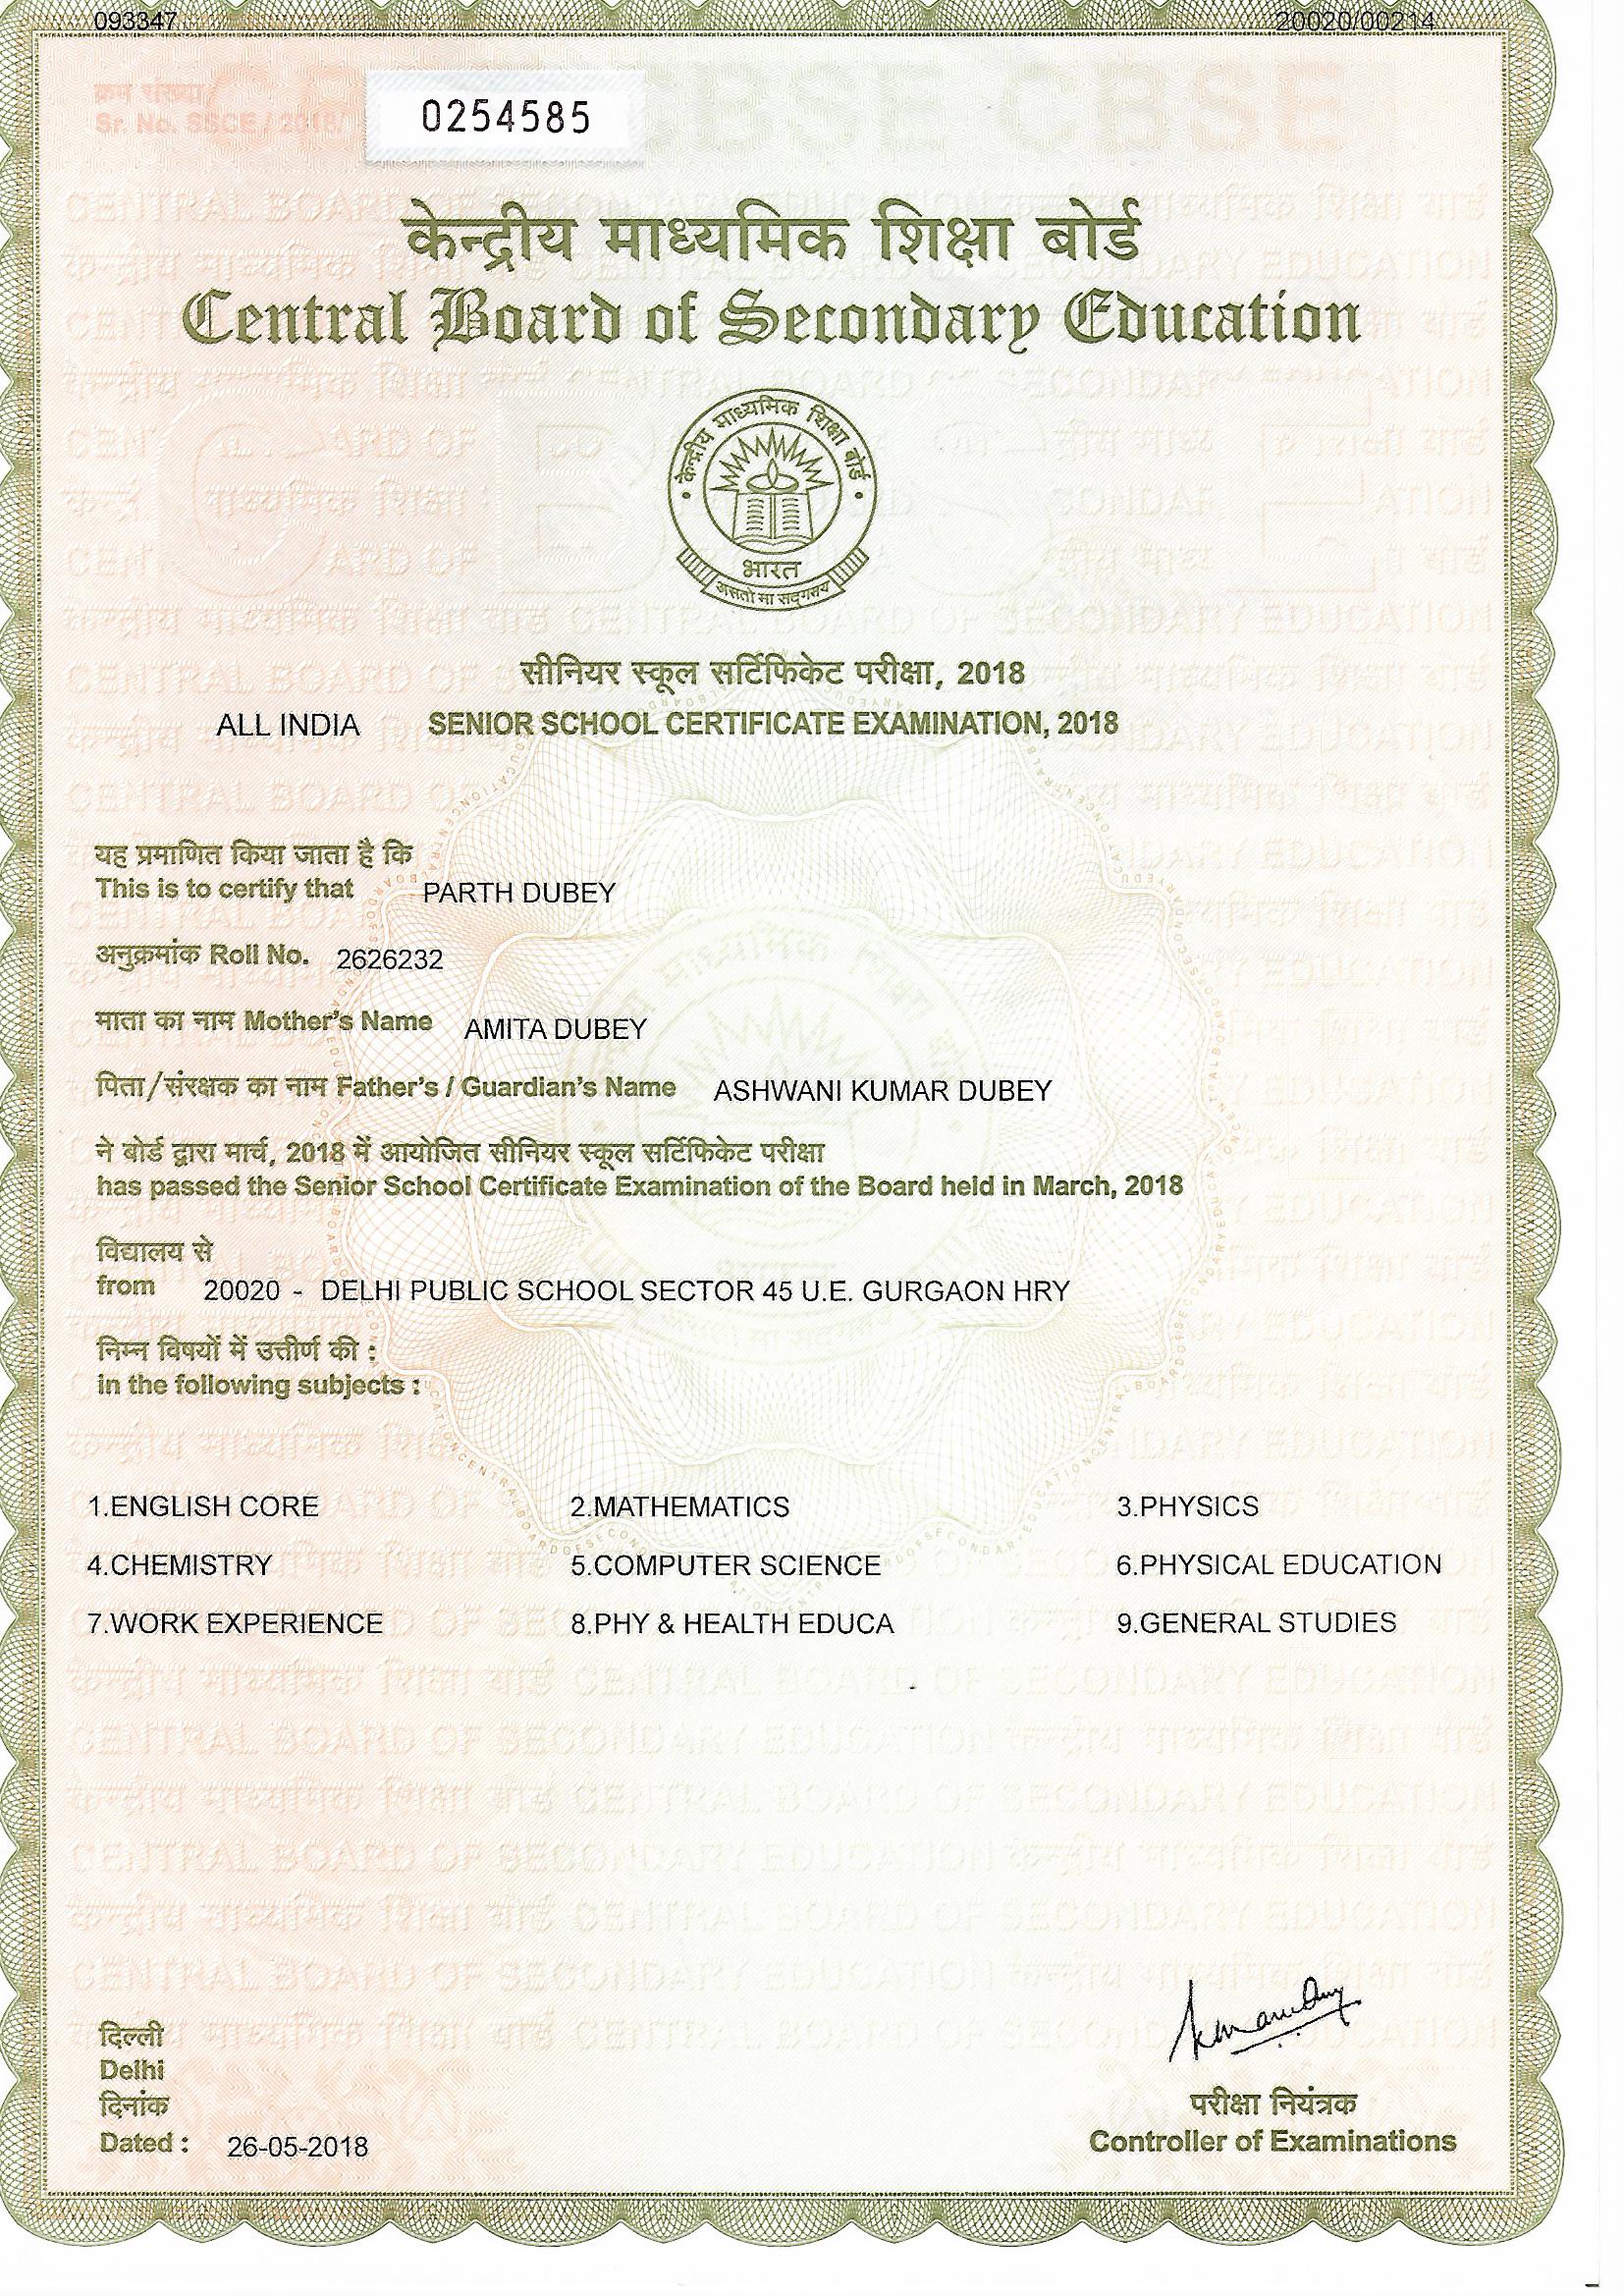 093347
20020/00214
क्रम संख्या
Sr. No. SSCE / 2018/
0254585
केन्द्रीय माध्यमिक शिक्षा बोर्ड
Central Board of Secondary Education
केन्द्रीय माध्यमिक शिक्षा बोर्ड
भारत
असतो मा सद्गमय
सीनियर स्कूल सर्टिफिकेट परीक्षा, 2018
ALL INDIA SENIOR SCHOOL CERTIFICATE EXAMINATION, 2018
यह प्रमाणित किया जाता है कि
This is to certify that PARTH DUBEY
अनुक्रमांक Roll No. 2626232
माता का नाम Mother's Name AMITA DUBEY
पिता/संरक्षक का नाम Father's / Guardian's Name ASHWANI KUMAR DUBEY
ने बोर्ड द्वारा मार्च, 2018 में आयोजित सीनियर स्कूल सर्टिफिकेट परीक्षा
has passed the Senior School Certificate Examination of the Board held in March, 2018
विद्यालय से
from 20020 - DELHI PUBLIC SCHOOL SECTOR 45 U.E. GURGAON HRY
निम्न विषयों में उत्तीर्ण की :
in the following subjects :
1.ENGLISH CORE 2.MATHEMATICS 3.PHYSICS
4.CHEMISTRY 5.COMPUTER SCIENCE 6.PHYSICAL EDUCATION
7.WORK EXPERIENCE 8.PHY & HEALTH EDUCA 9.GENERAL STUDIES
दिल्ली
Delhi
दिनांक
Dated : 26-05-2018
परीक्षा नियंत्रक
Controller of Examinations